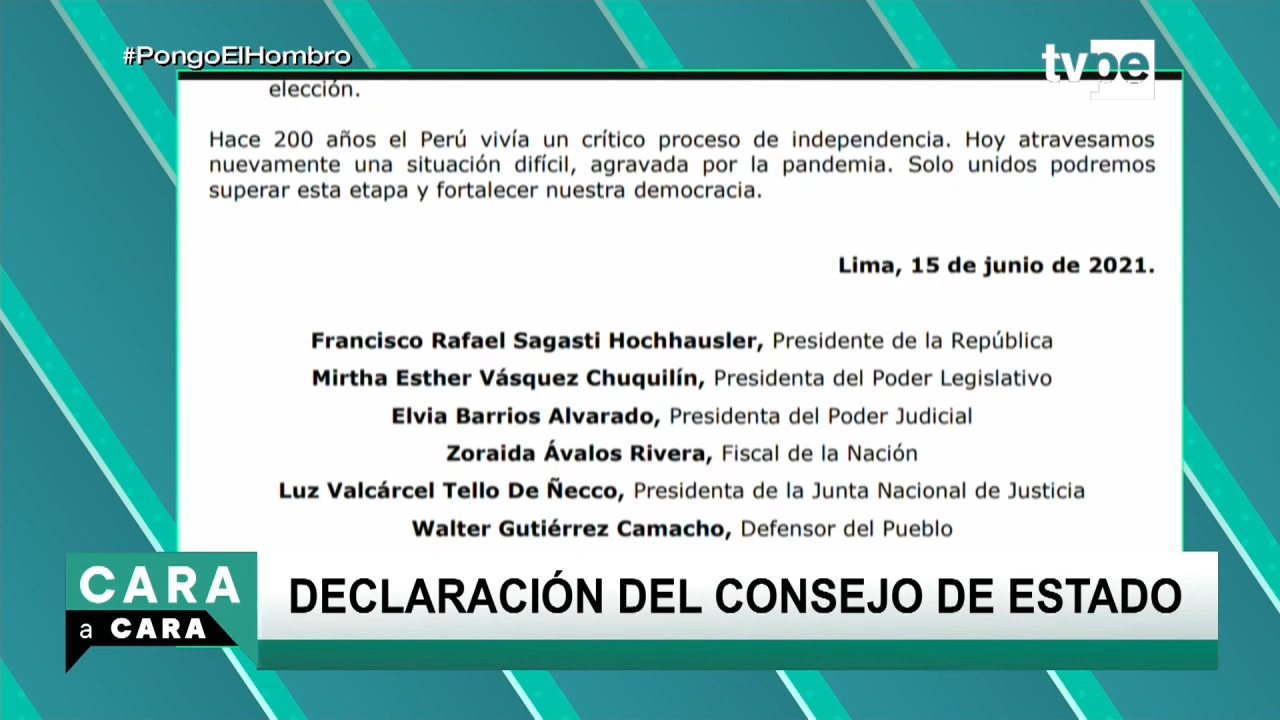 #PongoElHombro
tvpe
elección.
Hace 200 años el Perú vivía un crítico proceso de independencia. Hoy atravesamos
nuevamente una situación difícil, agravada por la pandemia. Solo unidos podremos
superar esta etapa y fortalecer nuestra democracia.
Lima, 15 de junio de 2021.
Francisco Rafael Sagasti Hochhausler, Presidente de la República
Mirtha Esther Vásquez Chuquilín, Presidenta del Poder Legislativo
Elvia Barrios Alvarado, Presidenta del Poder Judicial
Zoraida Ávalos Rivera, Fiscal de la Nación
Luz Valcárcel Tello De Ñecco, Presidenta de la Junta Nacional de Justicia
Walter Gutiérrez Camacho, Defensor del Pueblo
CARA
a CARA
DECLARACIÓN DEL CONSEJO DE ESTADO